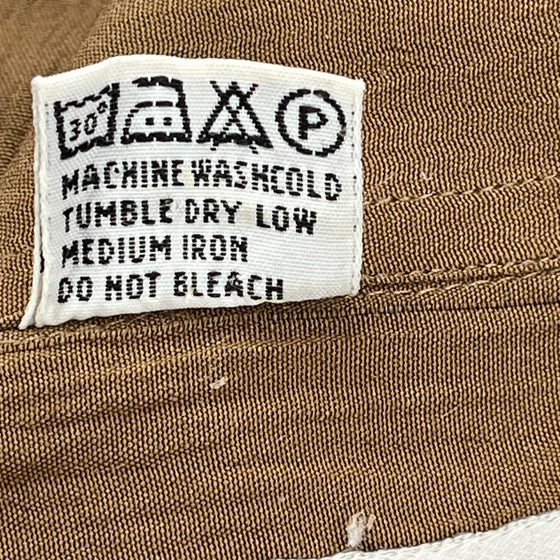 30° P
MACHINE WASHCOLD
TUMBLE DRY LOW
MEDIUM IRON
DO NOT BLEACH